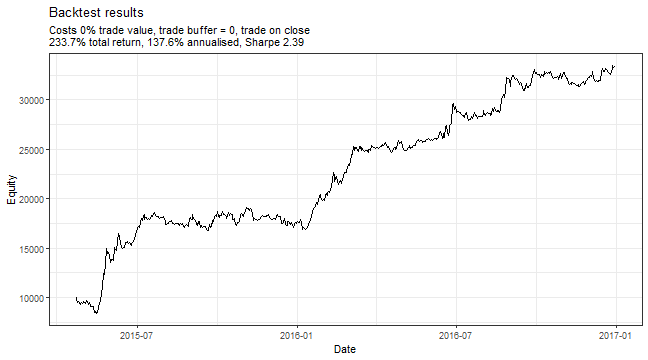 Backtest results
Costs 0% trade value, trade buffer = 0, trade on close
233.7% total return, 137.6% annualised, Sharpe 2.39
30000
25000
20000
15000
10000
Equity
2015-07
2016-01
2016-07
2017-01
Date